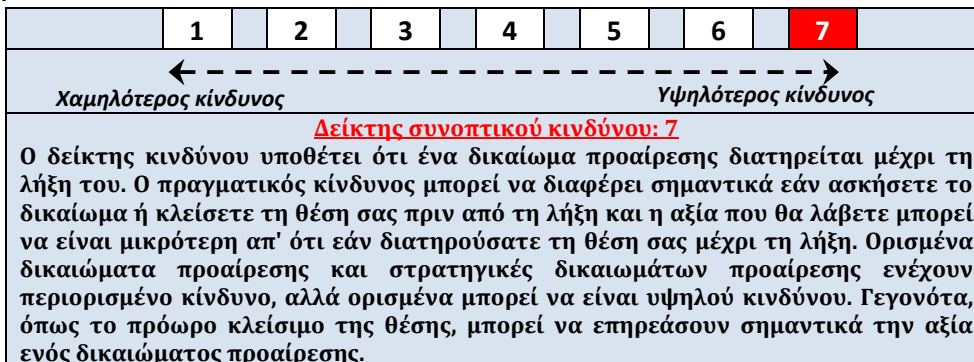 1 2 3 4 5 6 7
Χαμηλότερος κίνδυνος Υψηλότερος κίνδυνος
Δείκτης συνοπτικού κινδύνου: 7
Ο δείκτης κινδύνου υποθέτει ότι ένα δικαίωμα προαίρεσης διατηρείται μέχρι τη
λήξη του. Ο πραγματικός κίνδυνος μπορεί να διαφέρει σημαντικά εάν ασκήσετε το
δικαίωμα ή κλείσετε τη θέση σας πριν από τη λήξη και η αξία που θα λάβετε μπορεί
να είναι μικρότερη απ' ότι εάν διατηρούσατε τη θέση σας μέχρι τη λήξη. Ορισμένα
δικαιώματα προαίρεσης και στρατηγικές δικαιωμάτων προαίρεσης ενέχουν
περιορισμένο κίνδυνο, αλλά ορισμένα μπορεί να είναι υψηλού κινδύνου. Γεγονότα,
όπως το πρόωρο κλείσιμο της θέσης, μπορεί να επηρεάσουν σημαντικά την αξία
ενός δικαιώματος προαίρεσης.